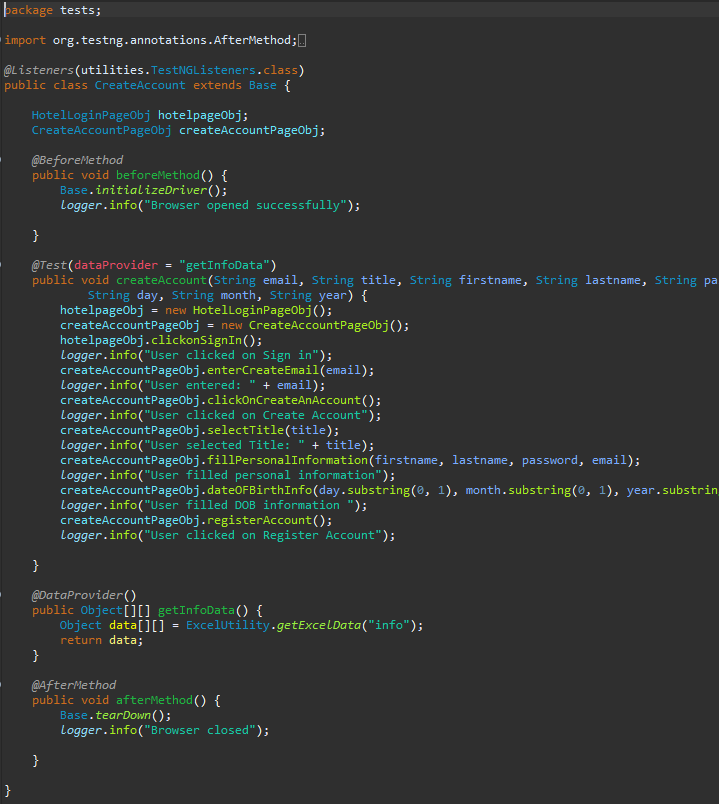 package tests;
import org.testng.annotations.AfterMethod;
@Listeners(utilities.TestNGListeners.class)
public class CreateAccount extends Base {
HotelLoginPageObj hotelpageObj;
CreateAccountPageObj createAccountPageObj;
@BeforeMethod
public void beforeMethod() {
Base.initializeDriver();
logger.info("Browser opened successfully");
}
@Test(dataProvider = "getInfoData")
public void createAccount(String email, String title, String firstname, String lastname, String pa
String day, String month, String year) {
hotelpageObj = new HotelLoginPageObj();
createAccountPageObj = new CreateAccountPageObj();
hotelpageObj.clickonSignIn();
logger.info("User clicked on Sign in");
createAccountPageObj.enterCreateEmail(email);
logger.info("User entered: " + email);
createAccountPageObj.clickOnCreateAnAccount();
logger.info("User clicked on Create Account");
createAccountPageObj.selectTitle(title);
logger.info("User selected Title: " + title);
createAccountPageObj.fillPersonalInformation(firstname, lastname, password, email);
logger.info("User filled personal information");
createAccountPageObj.dateOFBirthInfo(day.substring(0, 1), month.substring(0, 1), year.substrin
logger.info("User filled DOB information ");
createAccountPageObj.registerAccount();
logger.info("User clicked on Register Account");
}
@DataProvider()
public Object[][] getInfoData() {
Object data[][] = ExcelUtility.getExcelData("info");
return data;
}
@AfterMethod
public void afterMethod() {
Base.tearDown();
logger.info("Browser closed");
}
}